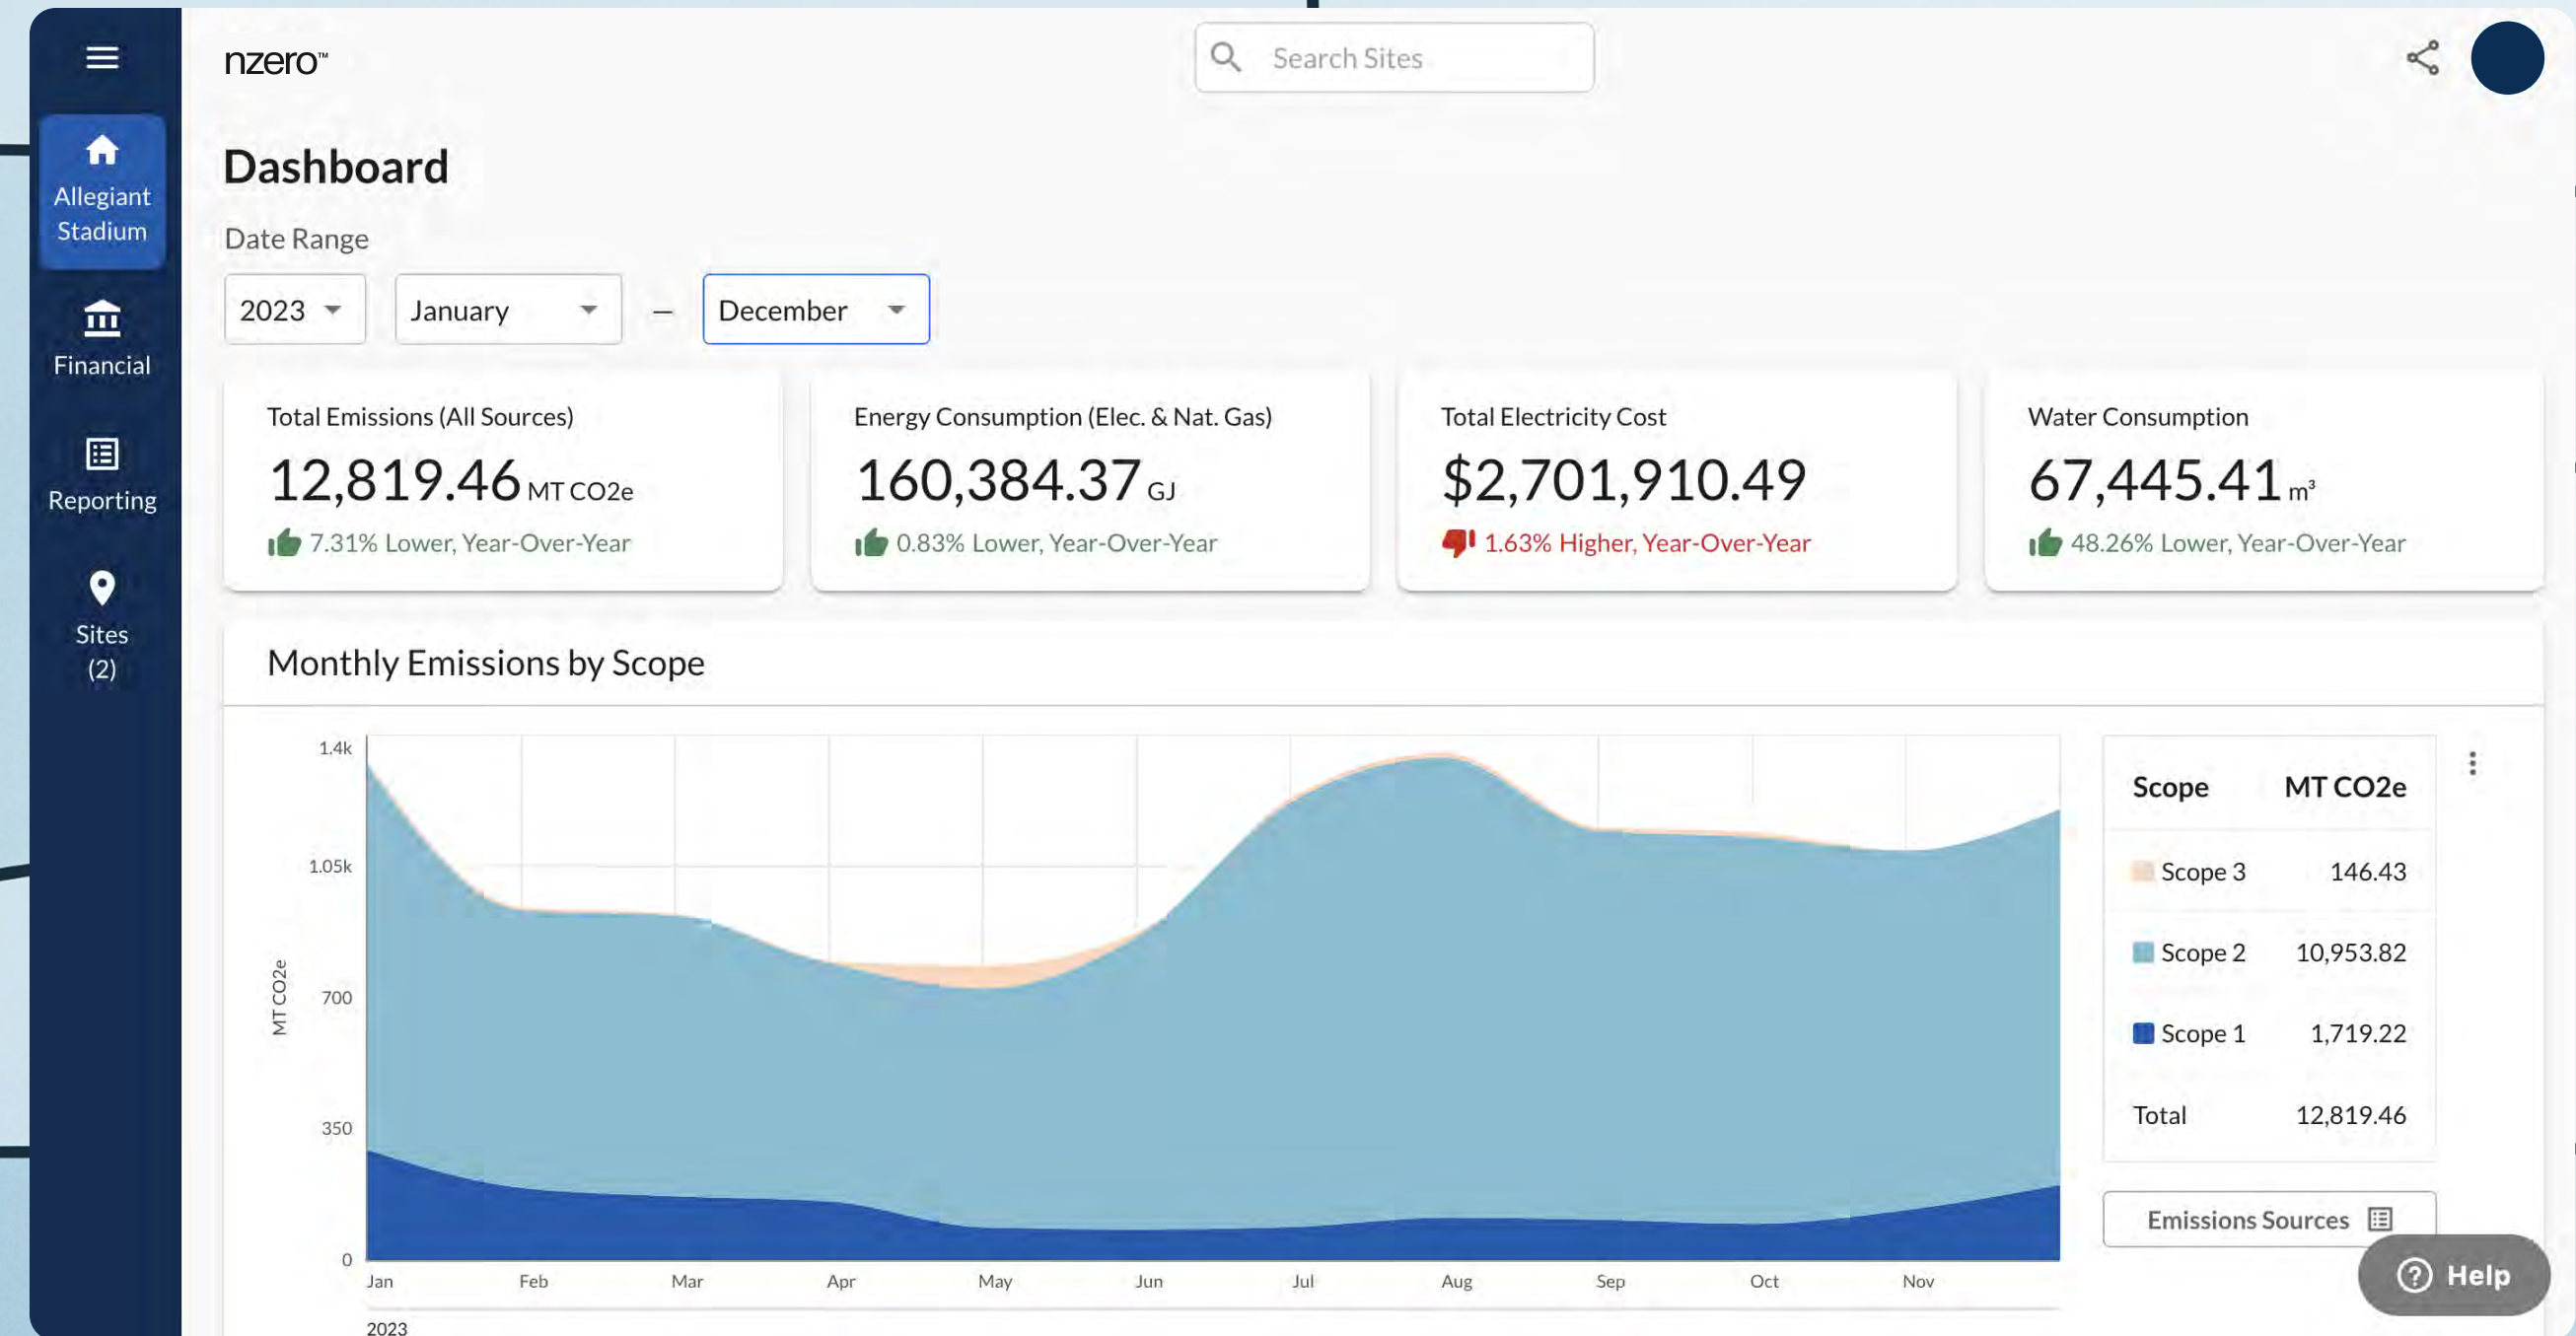 nzero™
Search Sites
Allegiant
Stadium
Financial
Reporting
Sites
(2)
Dashboard
Date Range
2023
January
–
December
Total Emissions (All Sources)
12,819.46 MT CO2e
7.31% Lower, Year-Over-Year
Energy Consumption (Elec. & Nat. Gas)
160,384.37 GJ
0.83% Lower, Year-Over-Year
Total Electricity Cost
$2,701,910.49
1.63% Higher, Year-Over-Year
Water Consumption
67,445.41 m³
48.26% Lower, Year-Over-Year
Monthly Emissions by Scope
MT CO2e
1.4k
1.05k
700
350
0
Jan Feb Mar Apr May Jun Jul Aug Sep Oct Nov
2023
Scope MT CO2e
Scope 3 146.43
Scope 2 10,953.82
Scope 1 1,719.22
Total 12,819.46
Emissions Sources
? Help